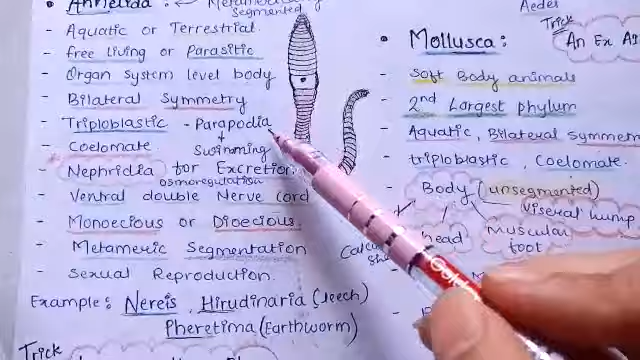 • Annelida: Metamerically segmented
- Aquatic or Terrestrial.
- free living or Parasitic
- Organ System level body
- Bilateral Symmetry
- Triploblastic - Parapodia
↓
Swimming
- Coelomate
* - Nephridia for Excretion.
osmoregulation
- Ventral double Nerve Cord
- Monoecious or Dioecious.
- Metameric Segmentation
- Sexual Reproduction.
Example: Nereis, Hirudinaria (leech)
Pheretima (Earthworm)
Trick
Aedes
Trick
An Ex
• Mollusca:
- Soft Body animals
- 2nd Largest phylum
- Aquatic, Bilateral symmetry
- triploblastic, Coelomate.
- Body (unsegmented)
Visceral hump
head
Muscular
foot